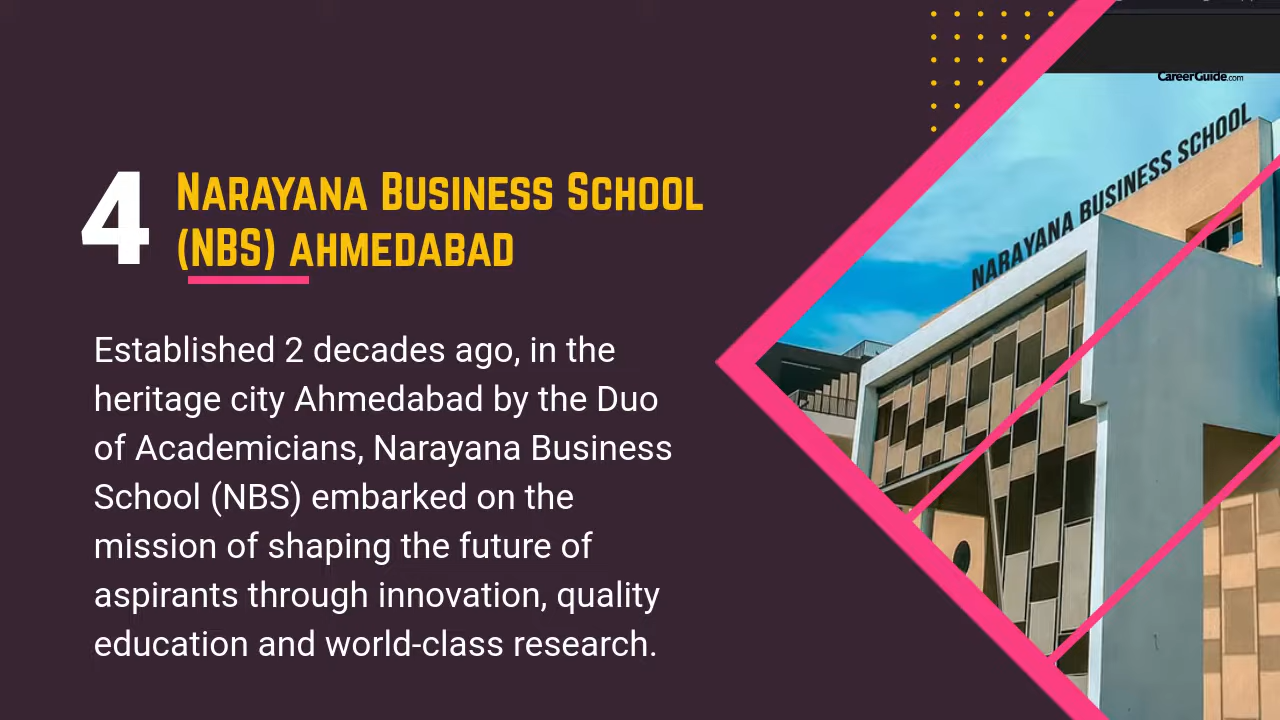 CareerGuide.com
4 Narayana Business School
(NBS) Ahmedabad
Established 2 decades ago, in the
heritage city Ahmedabad by the Duo
of Academicians, Narayana Business
School (NBS) embarked on the
mission of shaping the future of
aspirants through innovation, quality
education and world-class research.
NARAYANA BUSINESS SCHOOL